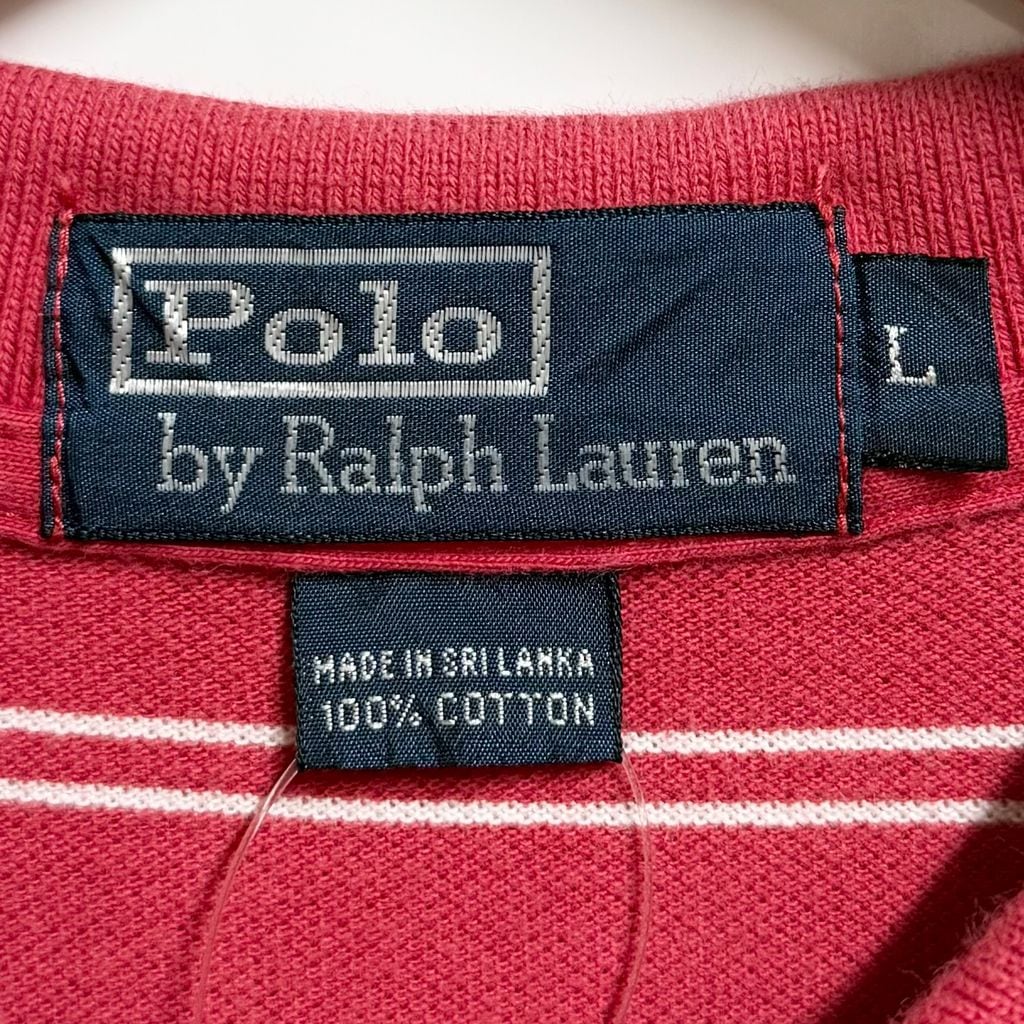 Polo
by Ralph Lauren
L
MADE IN SRI LANKA
100% COTTON